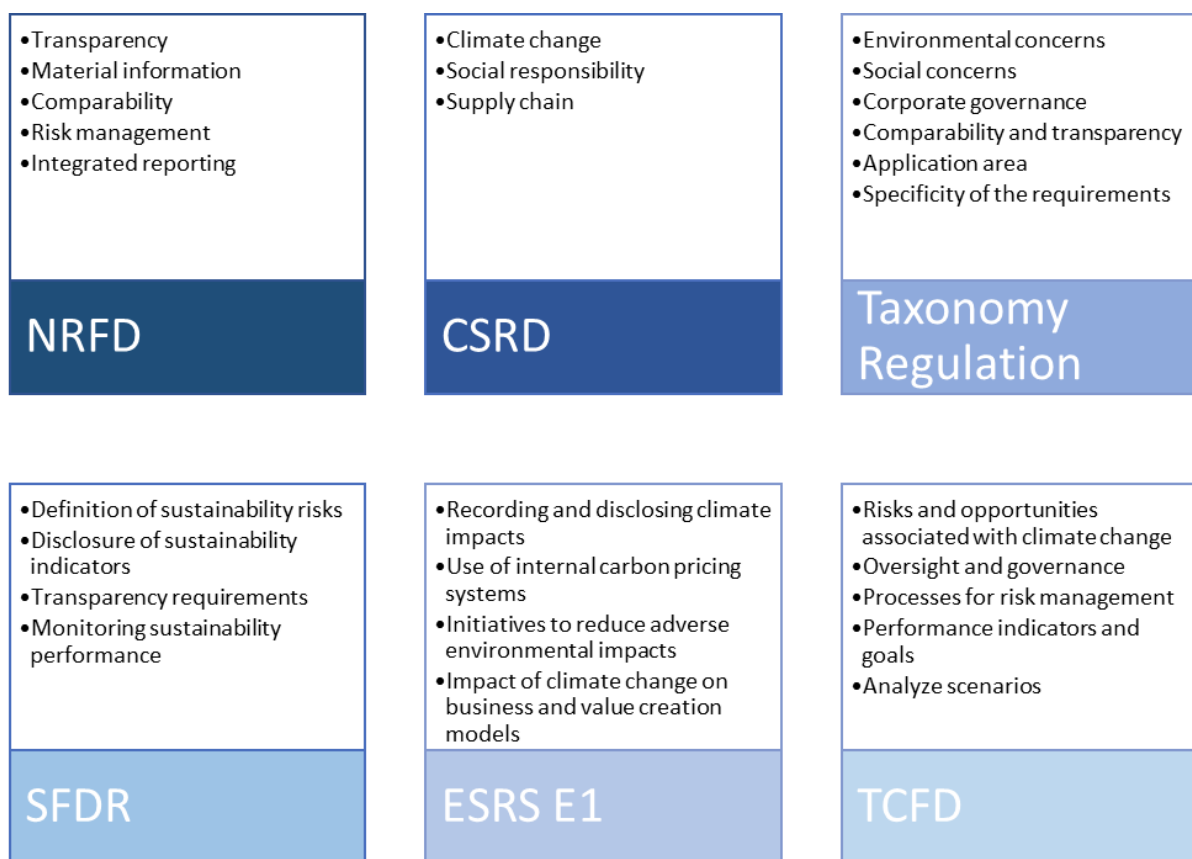 •Transparency
•Material information
•Comparability
•Risk management
•Integrated reporting
NRFD
•Climate change
•Social responsibility
•Supply chain
CSRD
•Environmental concerns
•Social concerns
•Corporate governance
•Comparability and transparency
•Application area
•Specificity of the requirements
Taxonomy
Regulation
•Definition of sustainability risks
•Disclosure of sustainability
indicators
•Transparency requirements
•Monitoring sustainability
performance
SFDR
•Recording and disclosing climate
impacts
•Use of internal carbon pricing
systems
•Initiatives to reduce adverse
environmental impacts
•Impact of climate change on
business and value creation
models
ESRS E1
•Risks and opportunities
associated with climate change
•Oversight and governance
•Processes for risk management
•Performance indicators and
goals
•Analyze scenarios
TCFD